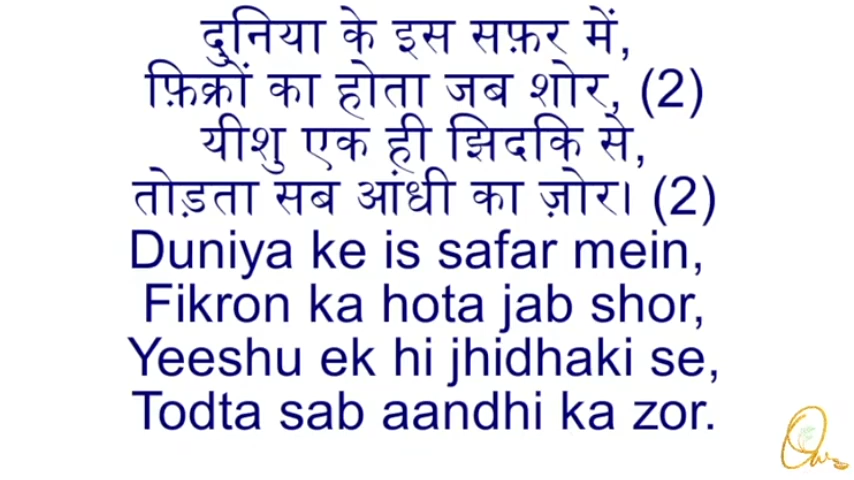 दुनिया के इस सफ़र में,
फ़िक्रों का होता जब शोर, (2)
यीशु एक ही झिदकि से,
तोड़ता सब आंधी का ज़ोर। (2)
Duniya ke is safar mein,
Fikron ka hota jab shor,
Yeeshu ek hi jhidhaki se,
Todta sab aandhi ka zor.